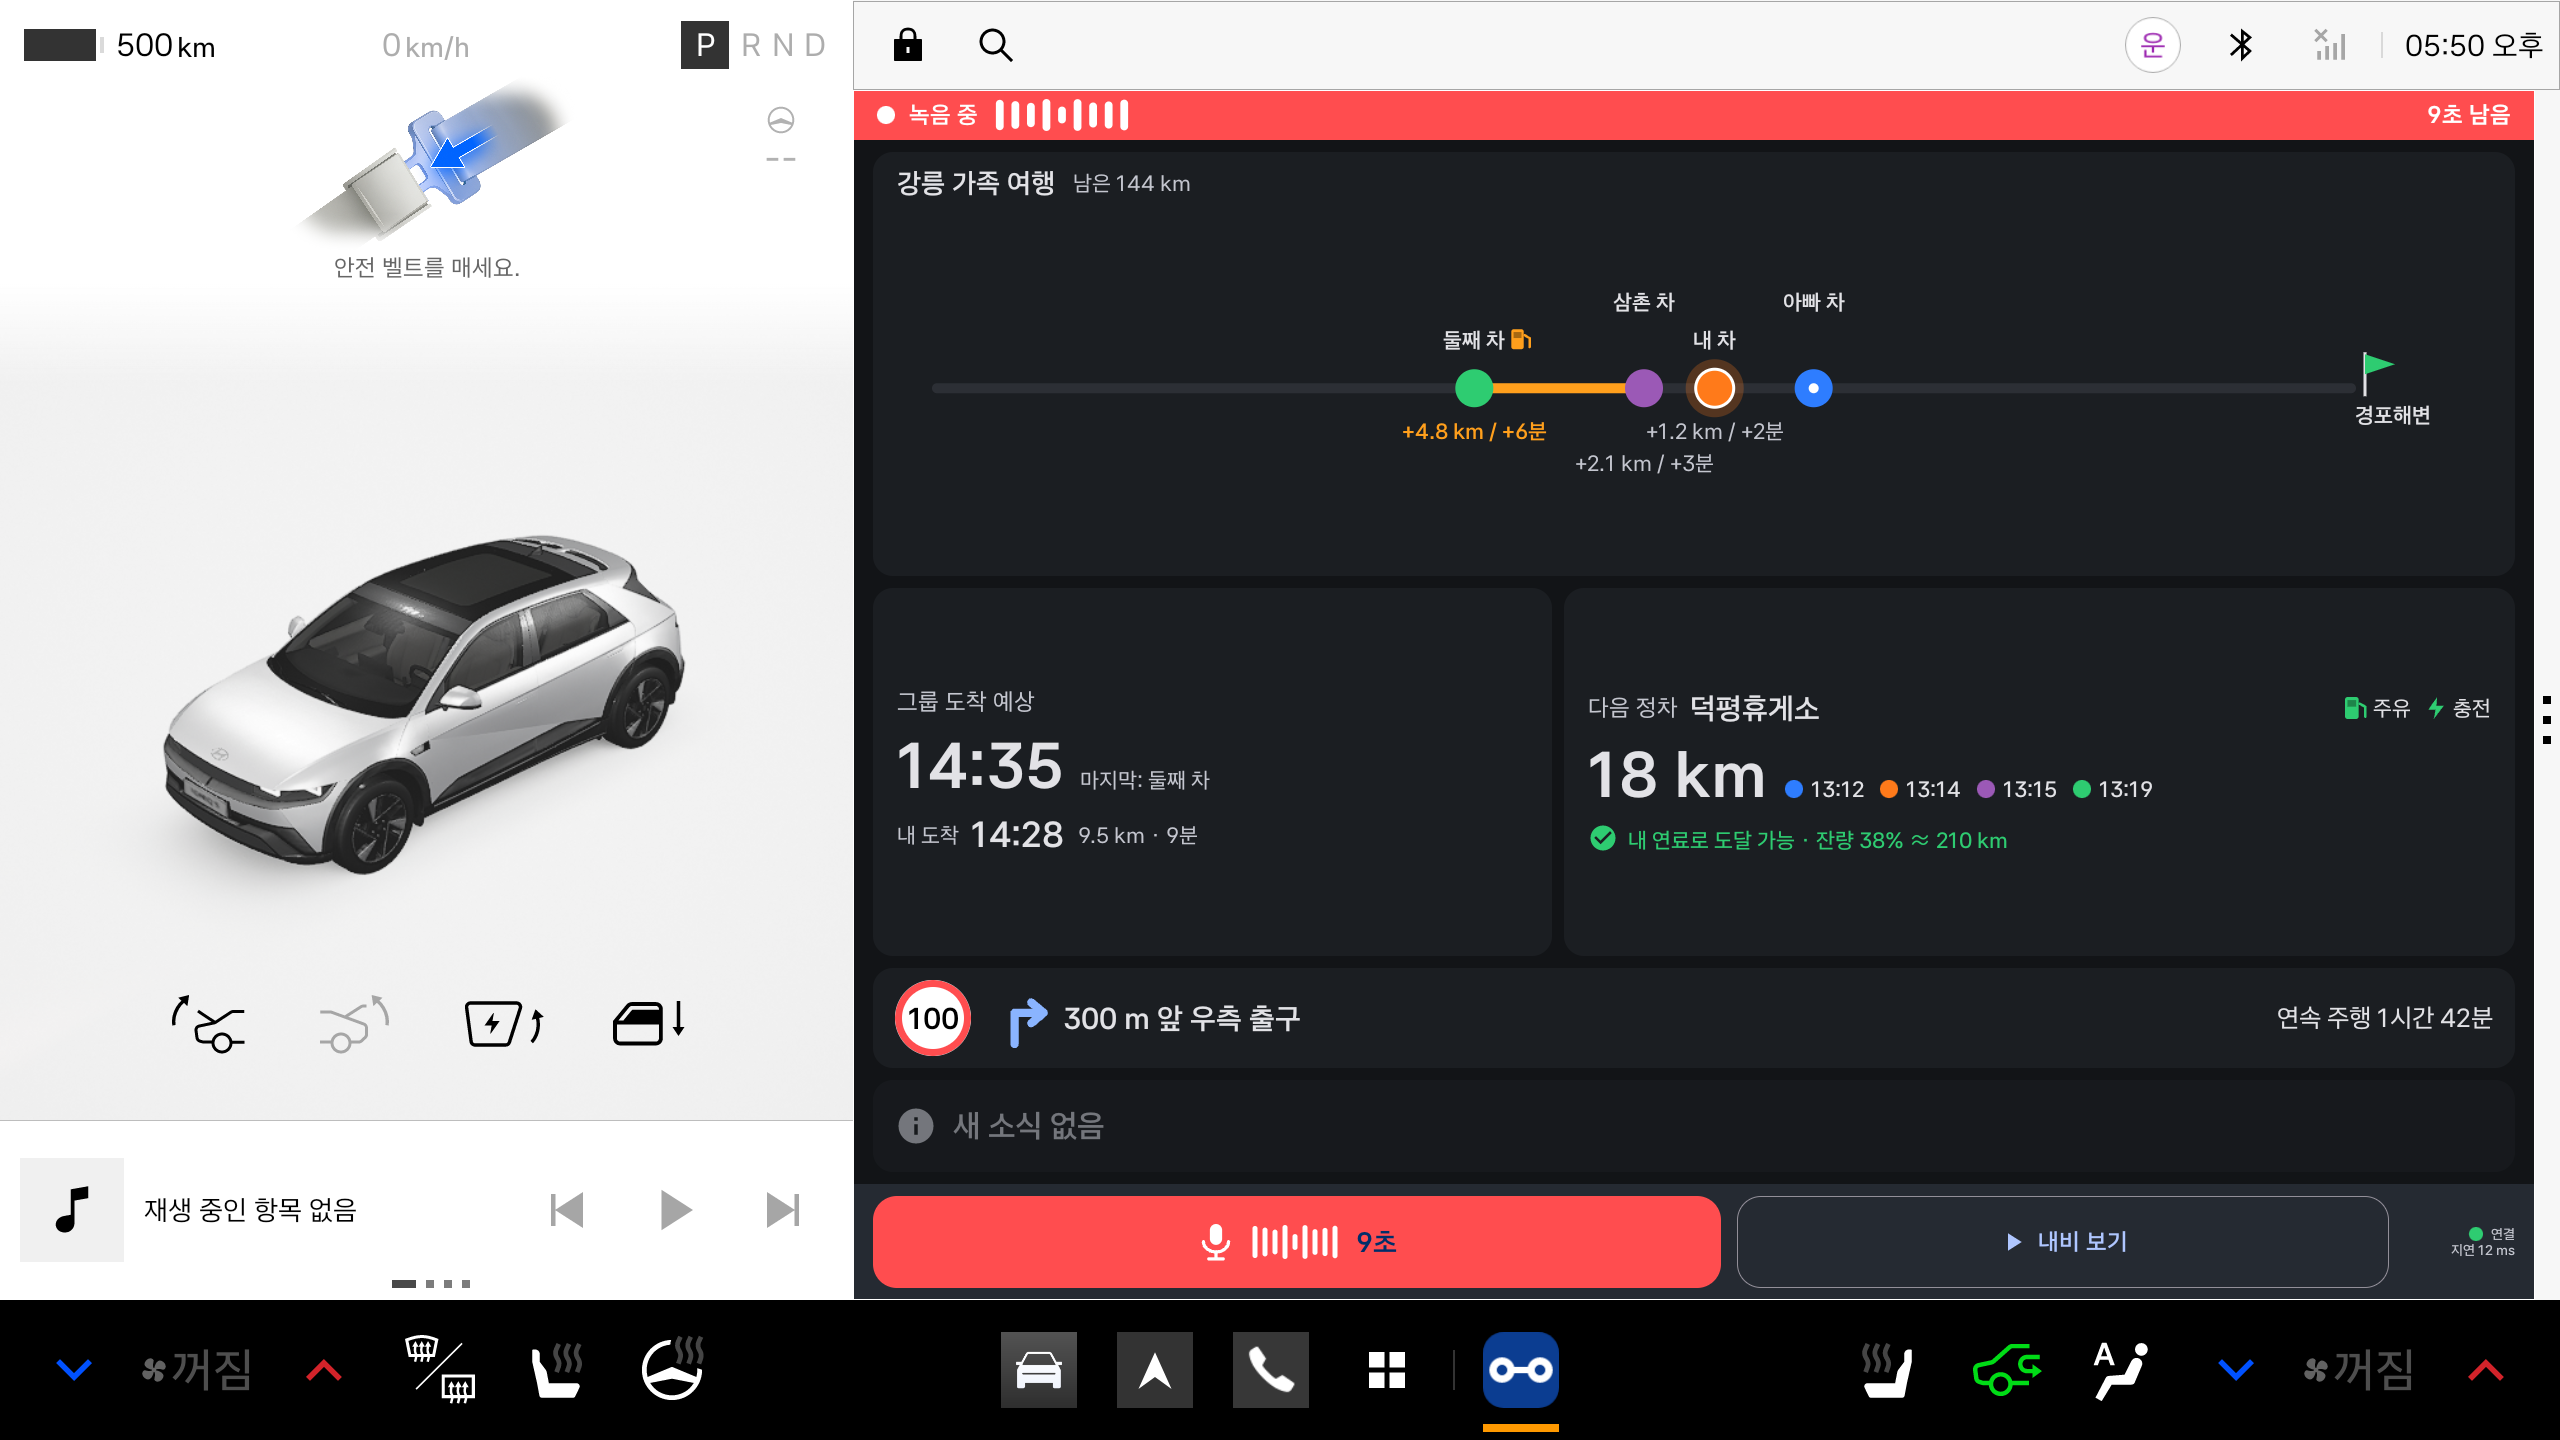 500 km
0 km/h
P R N D
운
05:50 오후
안전 벨트를 매세요.
녹음 중
9초 남음
강릉 가족 여행 남은 144 km
삼촌 차
아빠 차
둘째 차
내 차
경포해변
+4.8 km / +6분
+1.2 km / +2분
+2.1 km / +3분
그룹 도착 예상
14:35 마지막: 둘째 차
내 도착 14:28 9.5 km · 9분
다음 정차 덕평휴게소
주유 충전
18 km 13:12 13:14 13:15 13:19
내 연료로 도달 가능 · 잔량 38% ≈ 210 km
100 300 m 앞 우측 출구
연속 주행 1시간 42분
새 소식 없음
재생 중인 항목 없음
9초
내비 보기
연결
지연 12 ms
꺼짐
A
꺼짐